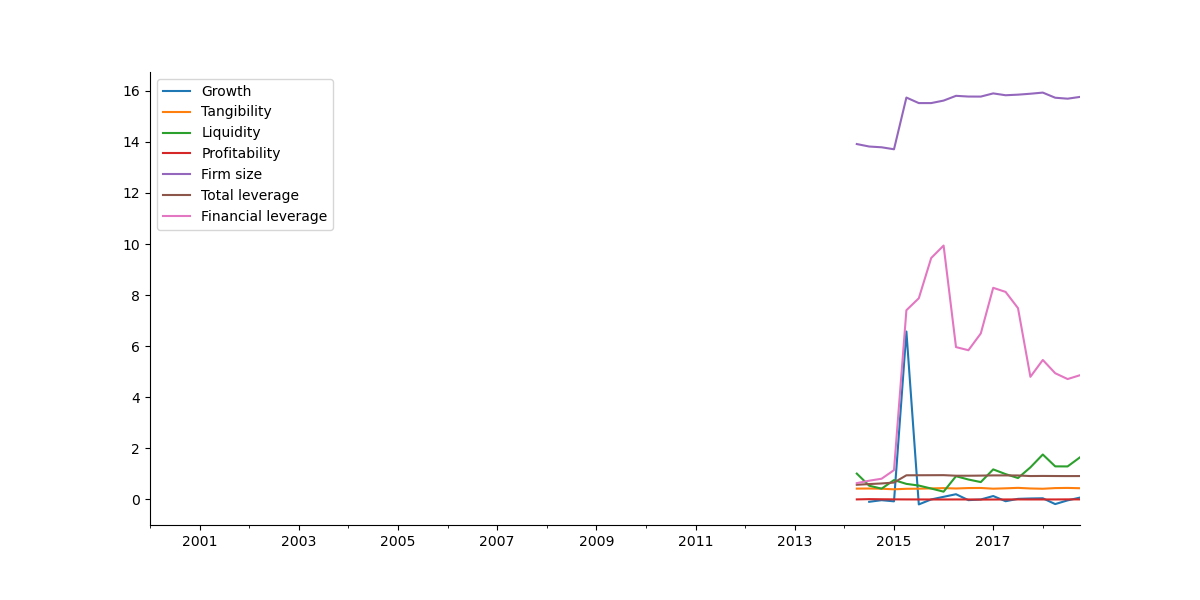 16
14
12
10
8
6
4
2
0
Growth
Tangibility
Liquidity
Profitability
Firm size
Total leverage
Financial leverage
2001 2003 2005 2007 2009 2011 2013 2015 2017